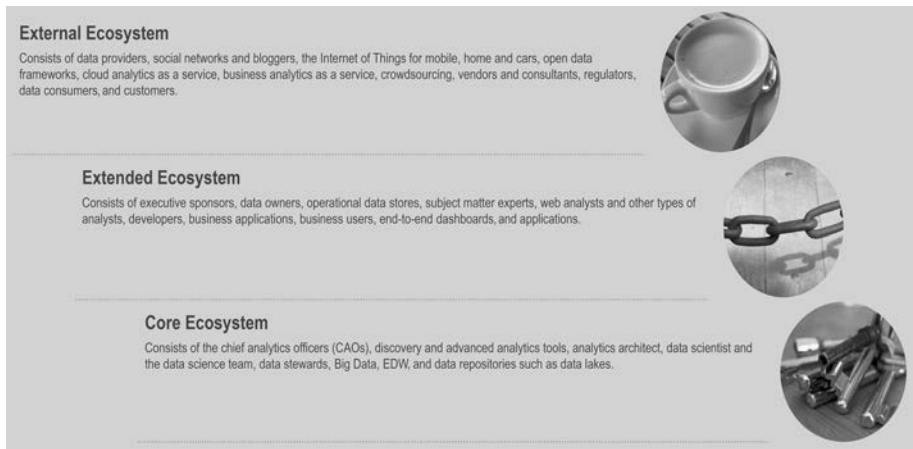 External Ecosystem
Consists of data providers, social networks and bloggers, the Internet of Things for mobile, home and cars, open data
frameworks, cloud analytics as a service, business analytics as a service, crowdsourcing, vendors and consultants, regulators,
data consumers, and customers.
Extended Ecosystem
Consists of executive sponsors, data owners, operational data stores, subject matter experts, web analysts and other types of
analysts, developers, business applications, business users, end-to-end dashboards, and applications.
Core Ecosystem
Consists of the chief analytics officers (CAOs), discovery and advanced analytics tools, analytics architect, data scientist and
the data science team, data stewards, Big Data, EDW, and data repositories such as data lakes.